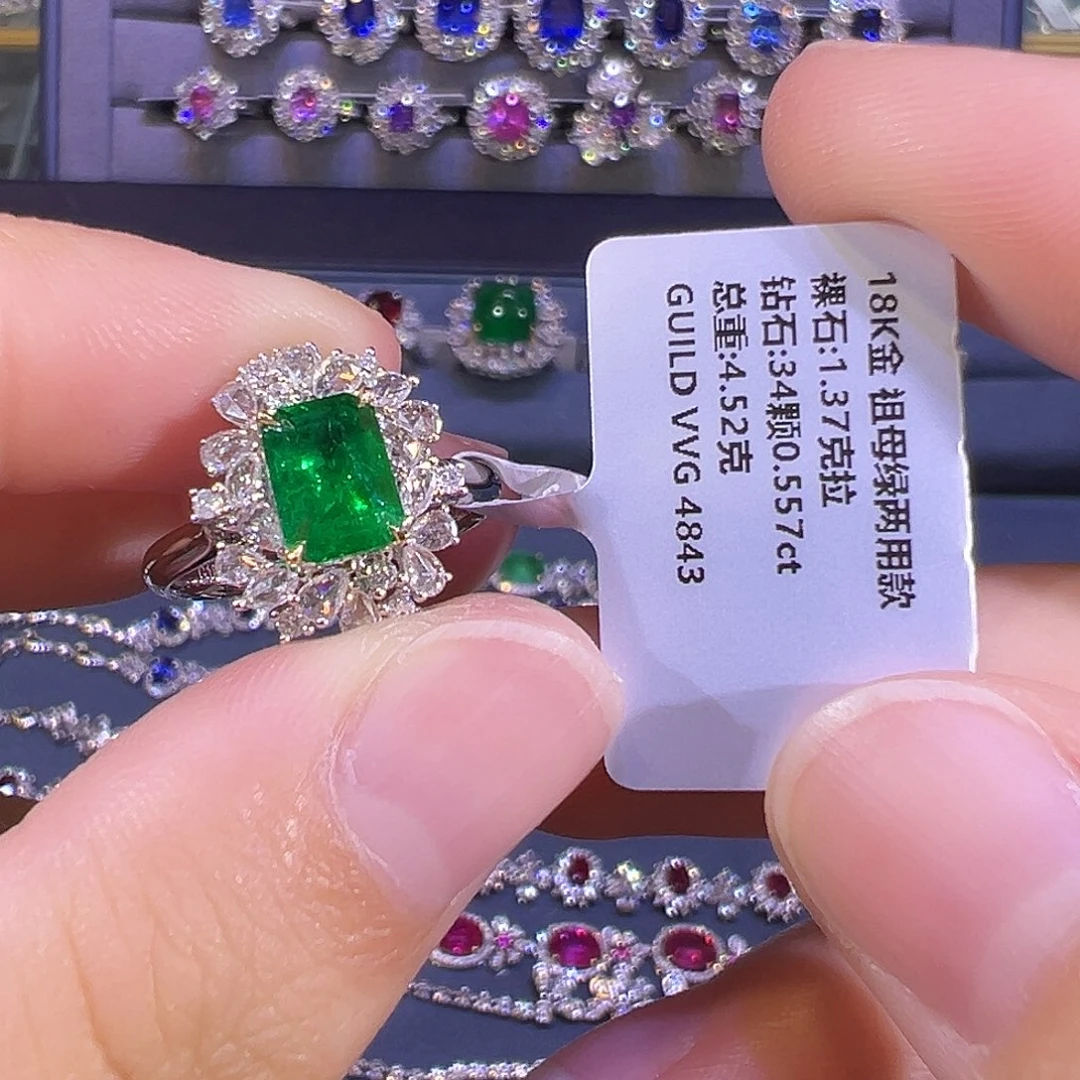 18K金 祖母绿两用款
裸石:1.37克拉
钻石:34颗0.557ct
总重:4.52克
GUILD VVG 4843